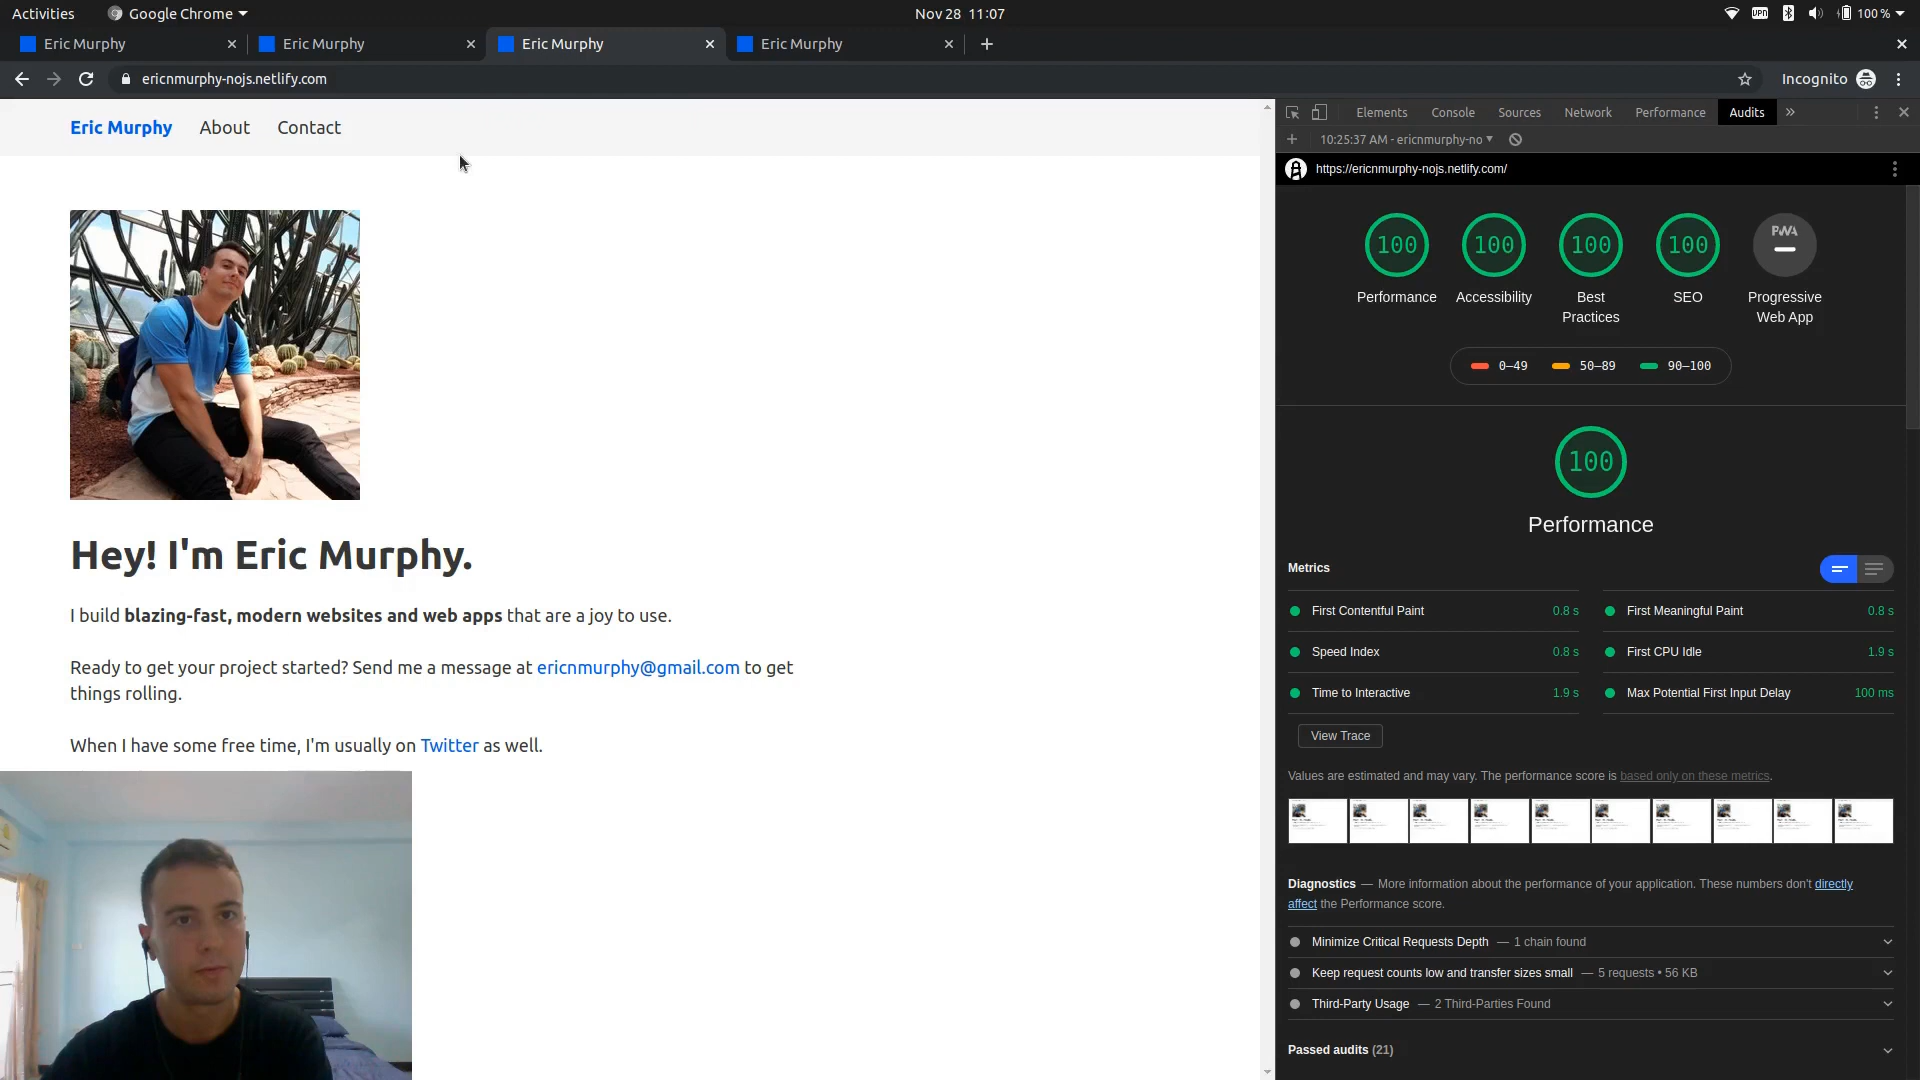 Activities Google Chrome Nov 28 11:07 VPN 100 %
Eric Murphy Eric Murphy Eric Murphy Eric Murphy
ericnmurphy-nojs.netlify.com Incognito
Eric Murphy About Contact
Hey! I'm Eric Murphy.
I build blazing-fast, modern websites and web apps that are a joy to use.
Ready to get your project started? Send me a message at ericnmurphy@gmail.com to get
things rolling.
When I have some free time, I'm usually on Twitter as well.
Elements Console Sources Network Performance Audits
10:25:37 AM - ericnmurphy-no
https://ericnmurphy-nojs.netlify.com/
100 100 100 100 PWA
Performance Accessibility Best Practices SEO Progressive Web App
0–49 50–89 90–100
100
Performance
Metrics
First Contentful Paint 0.8 s First Meaningful Paint 0.8 s
Speed Index 0.8 s First CPU Idle 1.9 s
Time to Interactive 1.9 s Max Potential First Input Delay 100 ms
View Trace
Values are estimated and may vary. The performance score is based only on these metrics.
Diagnostics — More information about the performance of your application. These numbers don't directly
affect the Performance score.
Minimize Critical Requests Depth — 1 chain found
Keep request counts low and transfer sizes small — 5 requests • 56 KB
Third-Party Usage — 2 Third-Parties Found
Passed audits (21)